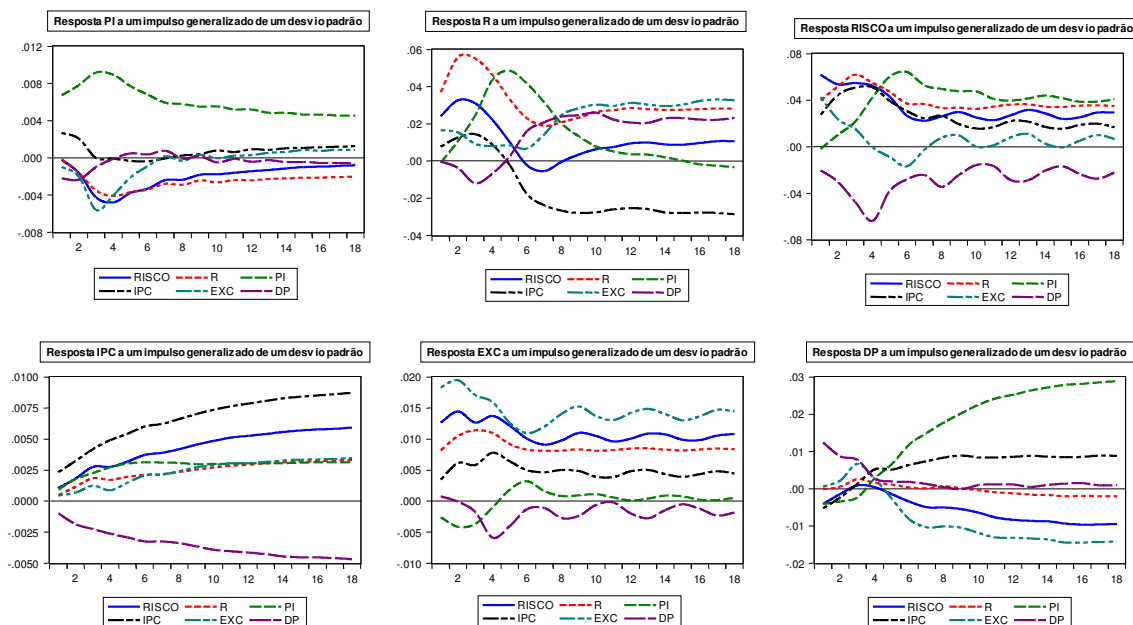 Resposta PI a um impulso generalizado de um desvio padrão
.012
.008
.004
.000
-.004
-.008
2 4 6 8 10 12 14 16 18
RISCO R PI
IPC EXC DP
Resposta R a um impulso generalizado de um desvio padrão
.06
.04
.02
.00
-.02
-.04
2 4 6 8 10 12 14 16 18
RISCO R PI
IPC EXC DP
Resposta RISCO a um impulso generalizado de um desvio padrão
.08
.04
.00
-.04
-.08
2 4 6 8 10 12 14 16 18
RISCO R PI
IPC EXC DP
Resposta IPC a um impulso generalizado de um desvio padrão
.0100
.0075
.0050
.0025
.0000
-.0025
-.0050
2 4 6 8 10 12 14 16 18
RISCO R PI
IPC EXC DP
Resposta EXC a um impulso generalizado de um desvio padrão
.020
.015
.010
.005
.000
-.005
-.010
2 4 6 8 10 12 14 16 18
RISCO R PI
IPC EXC DP
Resposta DP a um impulso generalizado de um desvio padrão
.03
.02
.01
.00
-.01
-.02
2 4 6 8 10 12 14 16 18
RISCO R PI
IPC EXC DP